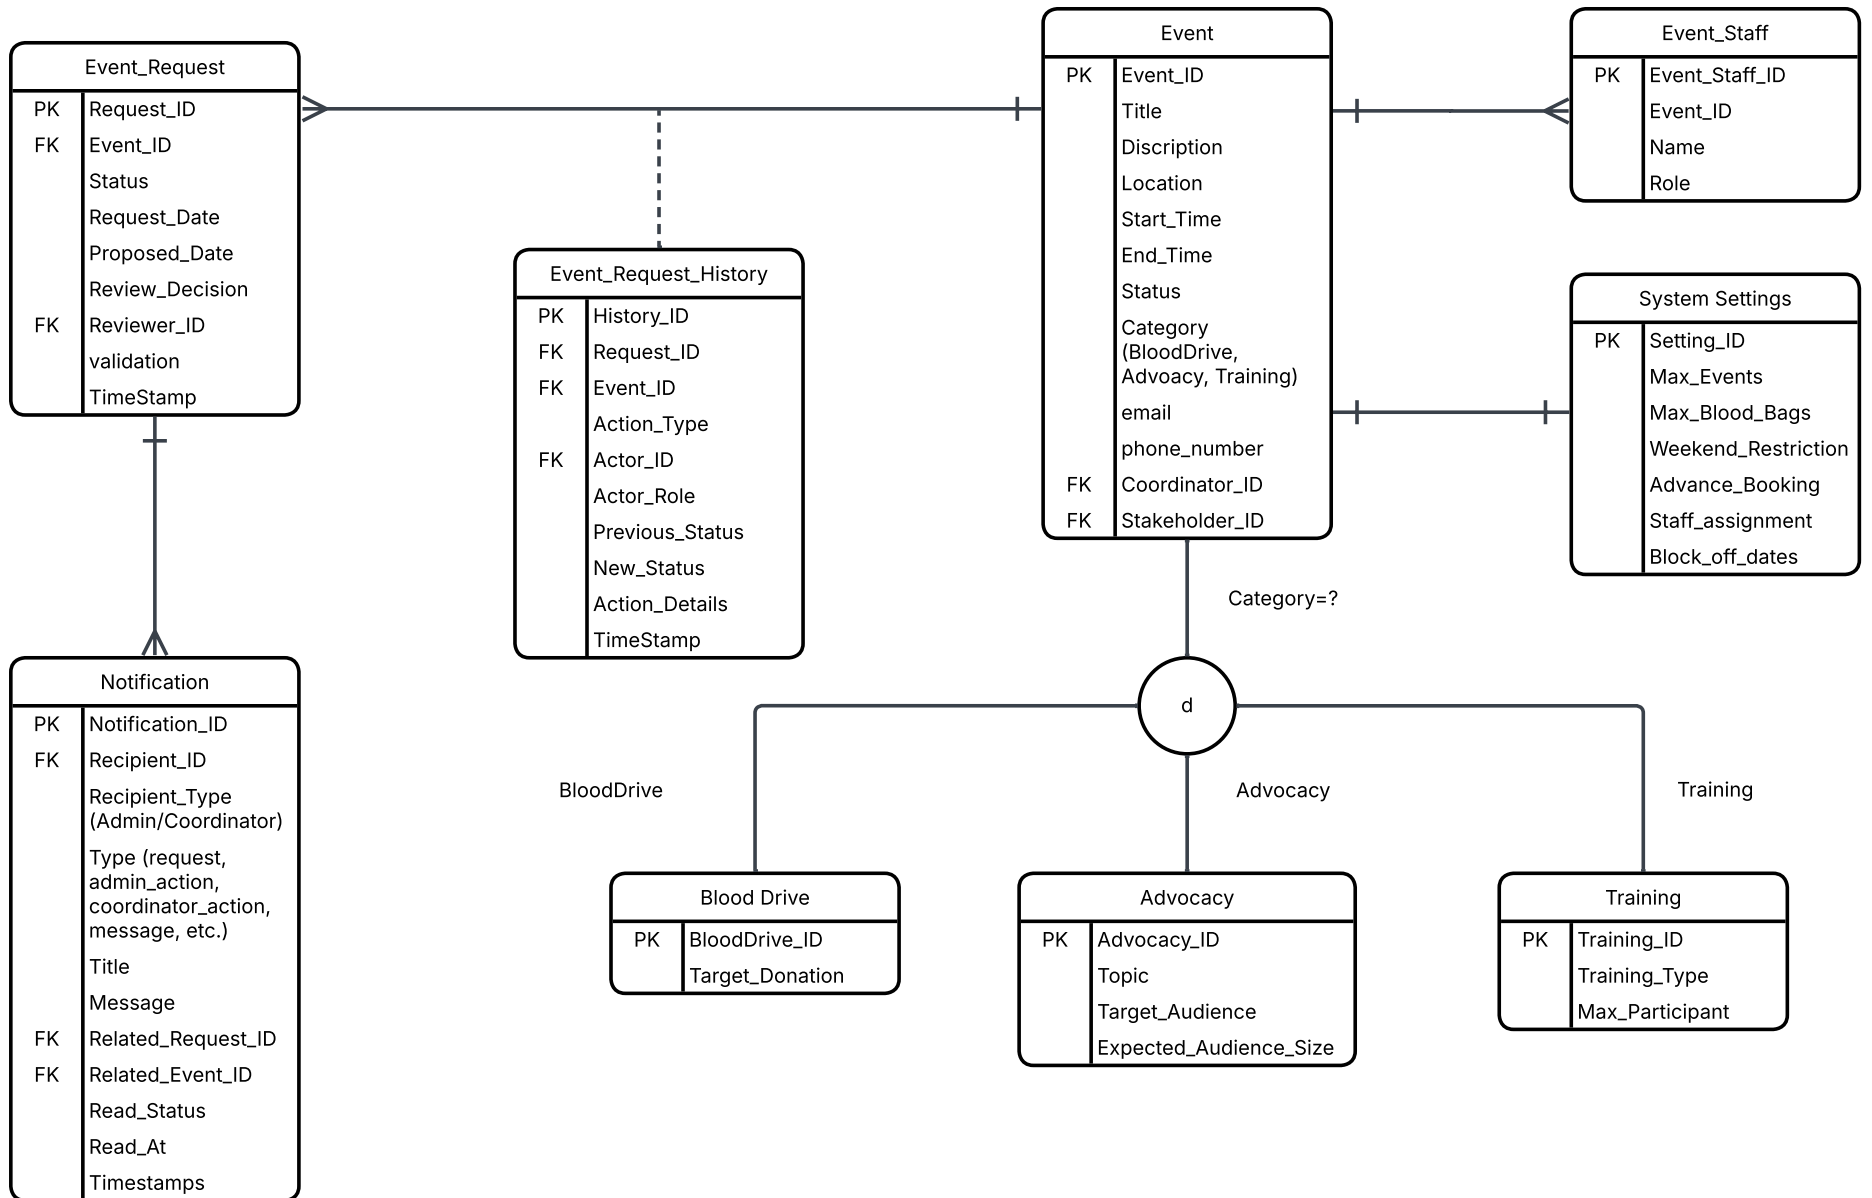 Event_Request
PK Request_ID
FK Event_ID
Status
Request_Date
Proposed_Date
Review_Decision
FK Reviewer_ID
validation
TimeStamp
Event_Request_History
PK History_ID
FK Request_ID
FK Event_ID
Action_Type
FK Actor_ID
Actor_Role
Previous_Status
New_Status
Action_Details
TimeStamp
Event
PK Event_ID
Title
Discription
Location
Start_Time
End_Time
Status
Category
(BloodDrive,
Advoacy, Training)
email
phone_number
FK Coordinator_ID
FK Stakeholder_ID
Event_Staff
PK Event_Staff_ID
Event_ID
Name
Role
System Settings
PK Setting_ID
Max_Events
Max_Blood_Bags
Weekend_Restriction
Advance_Booking
Staff_assignment
Block_off_dates
Notification
PK Notification_ID
FK Recipient_ID
Recipient_Type
(Admin/Coordinator)
Type (request,
admin_action,
coordinator_action,
message, etc.)
Title
Message
FK Related_Request_ID
FK Related_Event_ID
Read_Status
Read_At
Timestamps
Category=?
d
BloodDrive
Advocacy
Training
Blood Drive
PK BloodDrive_ID
Target_Donation
Advocacy
PK Advocacy_ID
Topic
Target_Audience
Expected_Audience_Size
Training
PK Training_ID
Training_Type
Max_Participant